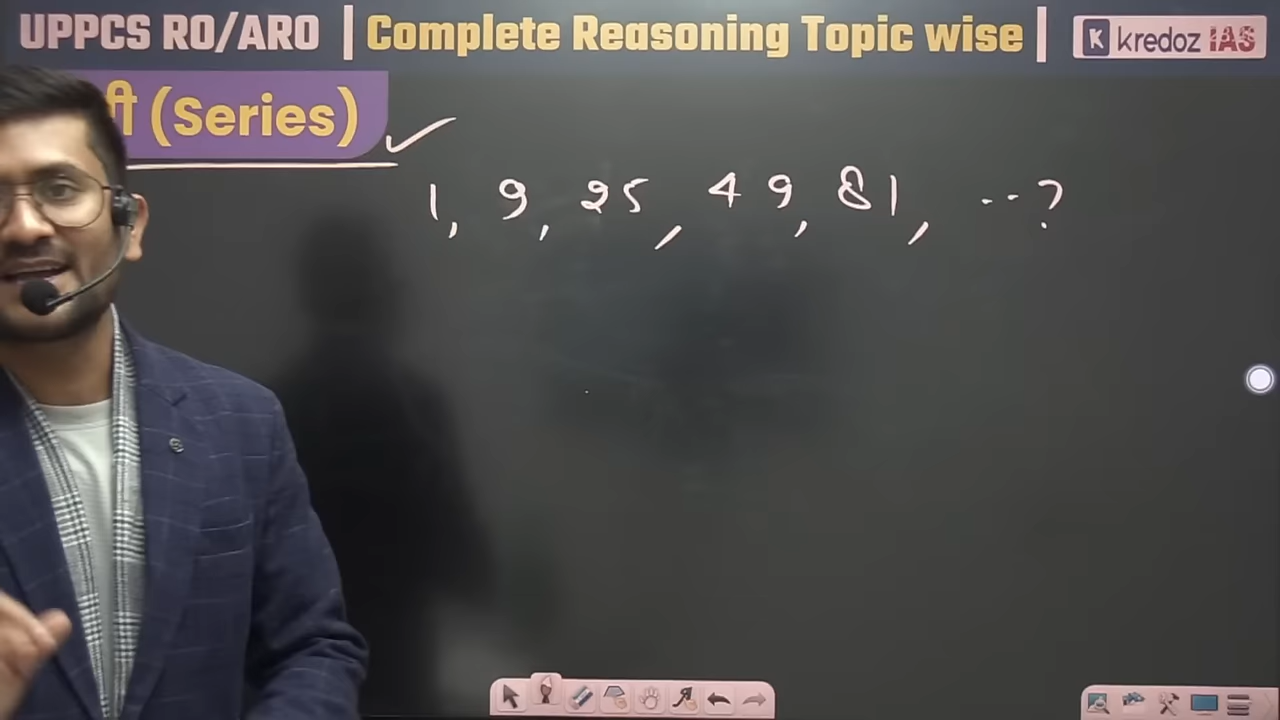 UPPCS RO/ARO | Complete Reasoning Topic wise | K kredoz IAS
(Series)
1, 9, 25, 49, 81, --?